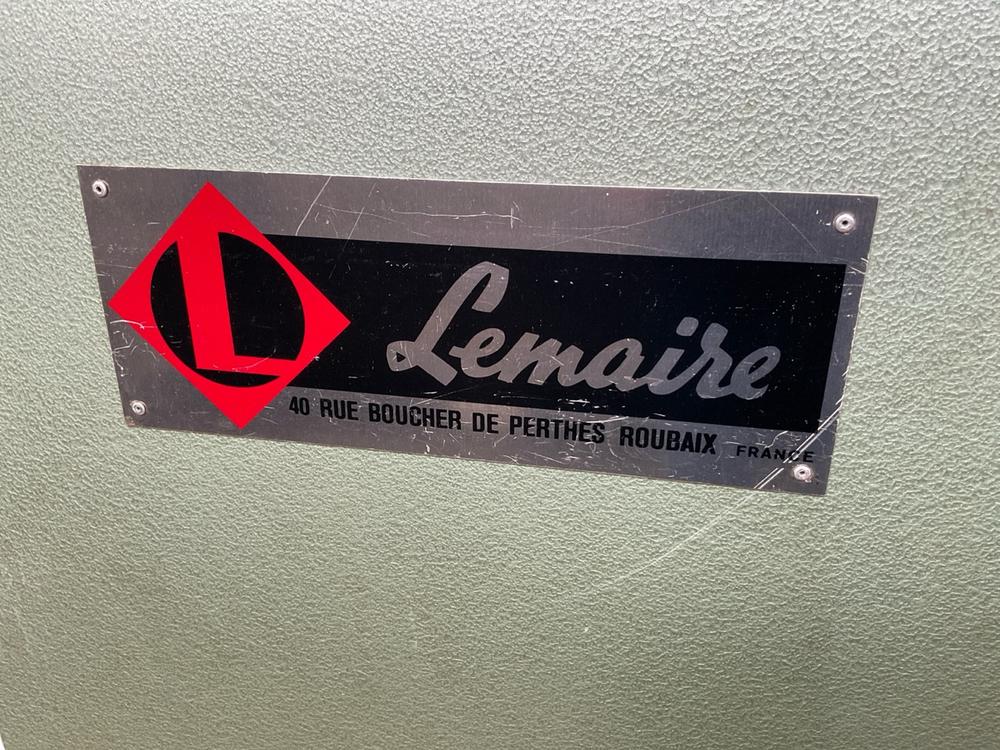 L
Lemaire
40 RUE BOUCHER DE PERTHES ROUBAIX FRANCE